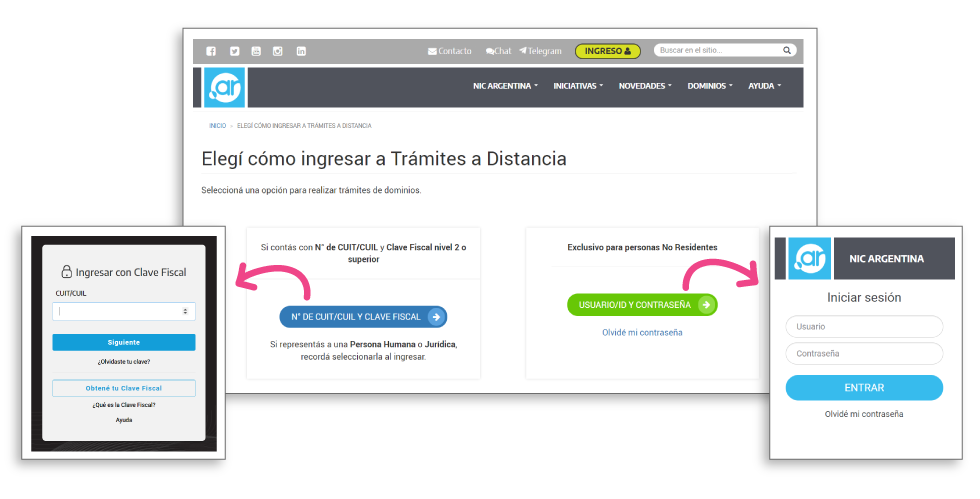 Contacto Chat Telegram INGRESO Buscar en el sitio...
.ar NIC ARGENTINA INICIATIVAS NOVEDADES DOMINIOS AYUDA
INICIO > ELEGÍ CÓMO INGRESAR A TRÁMITES A DISTANCIA
Elegí cómo ingresar a Trámites a Distancia
Seleccioná una opción para realizar trámites de dominios.
Si contás con N° de CUIT/CUIL y Clave Fiscal nivel 2 o
superior
N° DE CUIT/CUIL Y CLAVE FISCAL
Si representás a una Persona Humana o Jurídica,
recordá seleccionarla al ingresar.
Exclusivo para personas No Residentes
USUARIO/ID Y CONTRASEÑA
Olvidé mi contraseña
Ingresar con Clave Fiscal
CUIT/CUIL
Siguiente
¿Olvidaste tu clave?
Obtené tu Clave Fiscal
¿Qué es la Clave Fiscal?
Ayuda
.ar NIC ARGENTINA
Iniciar sesión
Usuario
Contraseña
ENTRAR
Olvidé mi contraseña